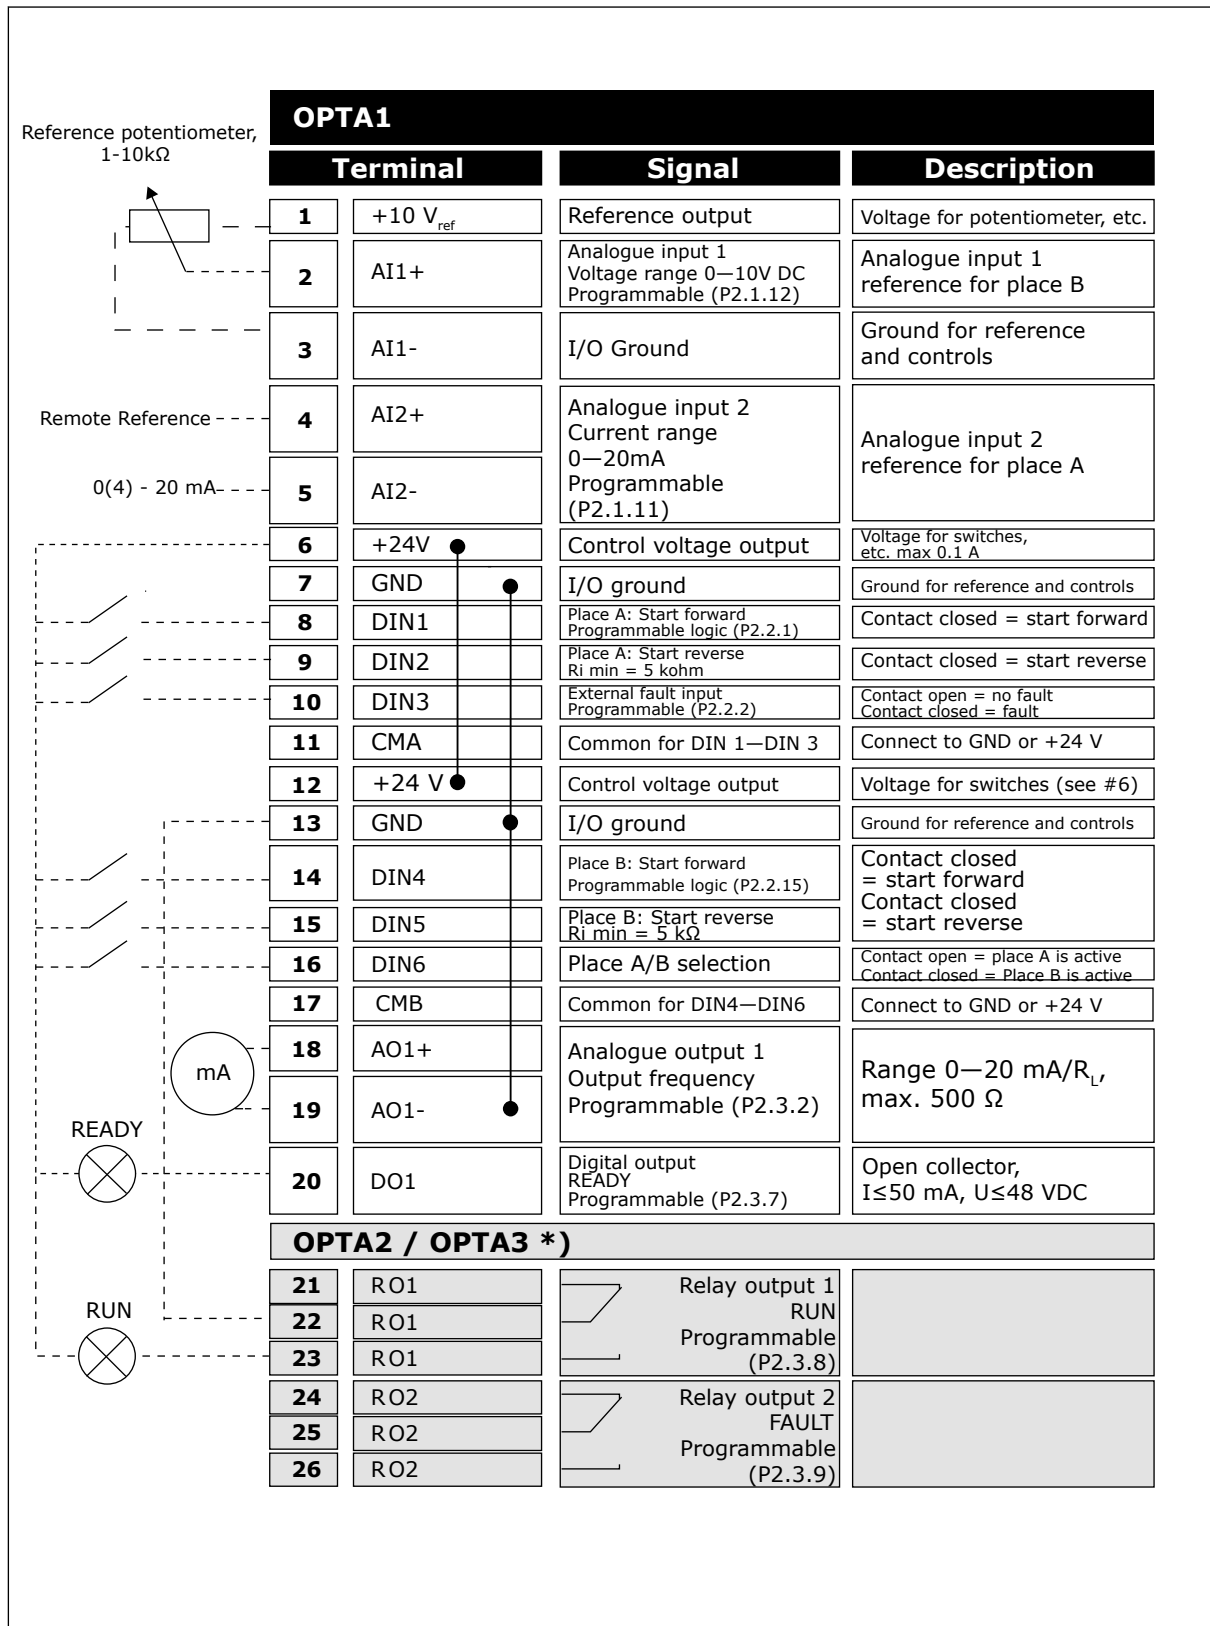 OPTA1
Reference potentiometer,
1-10kΩ
Terminal Signal Description
1 +10 Vref Reference output Voltage for potentiometer, etc.
2 AI1+ Analogue input 1
Voltage range 0—10V DC
Programmable (P2.1.12)
Analogue input 1
reference for place B
3 AI1- I/O Ground Ground for reference
and controls
Remote Reference 4 AI2+
0(4) - 20 mA 5 AI2-
Analogue input 2
Current range
0—20mA
Programmable
(P2.1.11)
Analogue input 2
reference for place A
6 +24V Control voltage output Voltage for switches,
etc. max 0.1 A
7 GND I/O ground Ground for reference and controls
8 DIN1 Place A: Start forward
Programmable logic (P2.2.1)
Contact closed = start forward
9 DIN2 Place A: Start reverse
Ri min = 5 kohm
Contact closed = start reverse
10 DIN3 External fault input
Programmable (P2.2.2)
Contact open = no fault
Contact closed = fault
11 CMA Common for DIN 1—DIN 3 Connect to GND or +24 V
12 +24 V Control voltage output Voltage for switches (see #6)
13 GND I/O ground Ground for reference and controls
14 DIN4 Place B: Start forward
Programmable logic (P2.2.15)
Contact closed
= start forward
Contact closed
= start reverse
15 DIN5 Place B: Start reverse
Ri min = 5 kΩ
16 DIN6 Place A/B selection Contact open = place A is active
Contact closed = Place B is active
17 CMB Common for DIN4—DIN6 Connect to GND or +24 V
mA
18 AO1+
19 AO1-
Analogue output 1
Output frequency
Programmable (P2.3.2)
Range 0—20 mA/RL,
max. 500 Ω
READY
20 DO1 Digital output
READY
Programmable (P2.3.7)
Open collector,
I≤50 mA, U≤48 VDC
OPTA2 / OPTA3 *)
RUN
21 RO1
22 RO1
23 RO1
Relay output 1
RUN
Programmable
(P2.3.8)
24 RO2
25 RO2
26 RO2
Relay output 2
FAULT
Programmable
(P2.3.9)